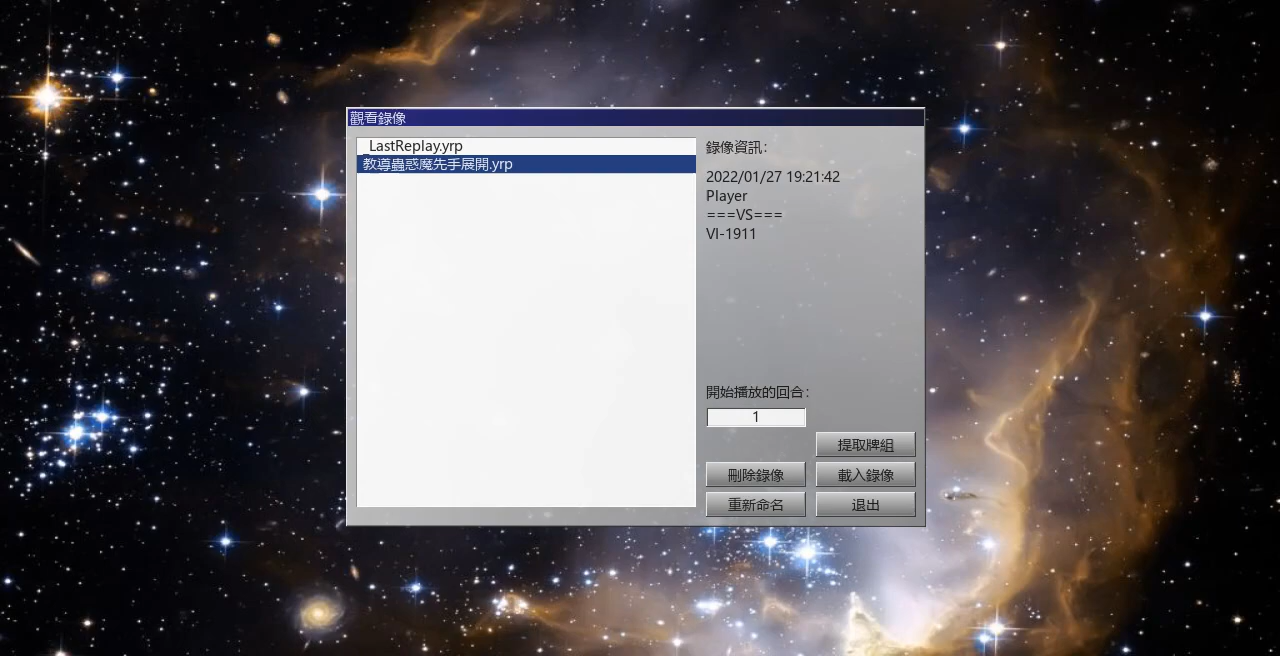 觀看錄像
LastReplay.yrp
教導蟲惑魔先手展開.yrp
錄像資訊：
2022/01/27 19:21:42
Player
===VS===
VI-1911
開始播放的回合：
1
提取牌組
刪除錄像
載入錄像
重新命名
退出